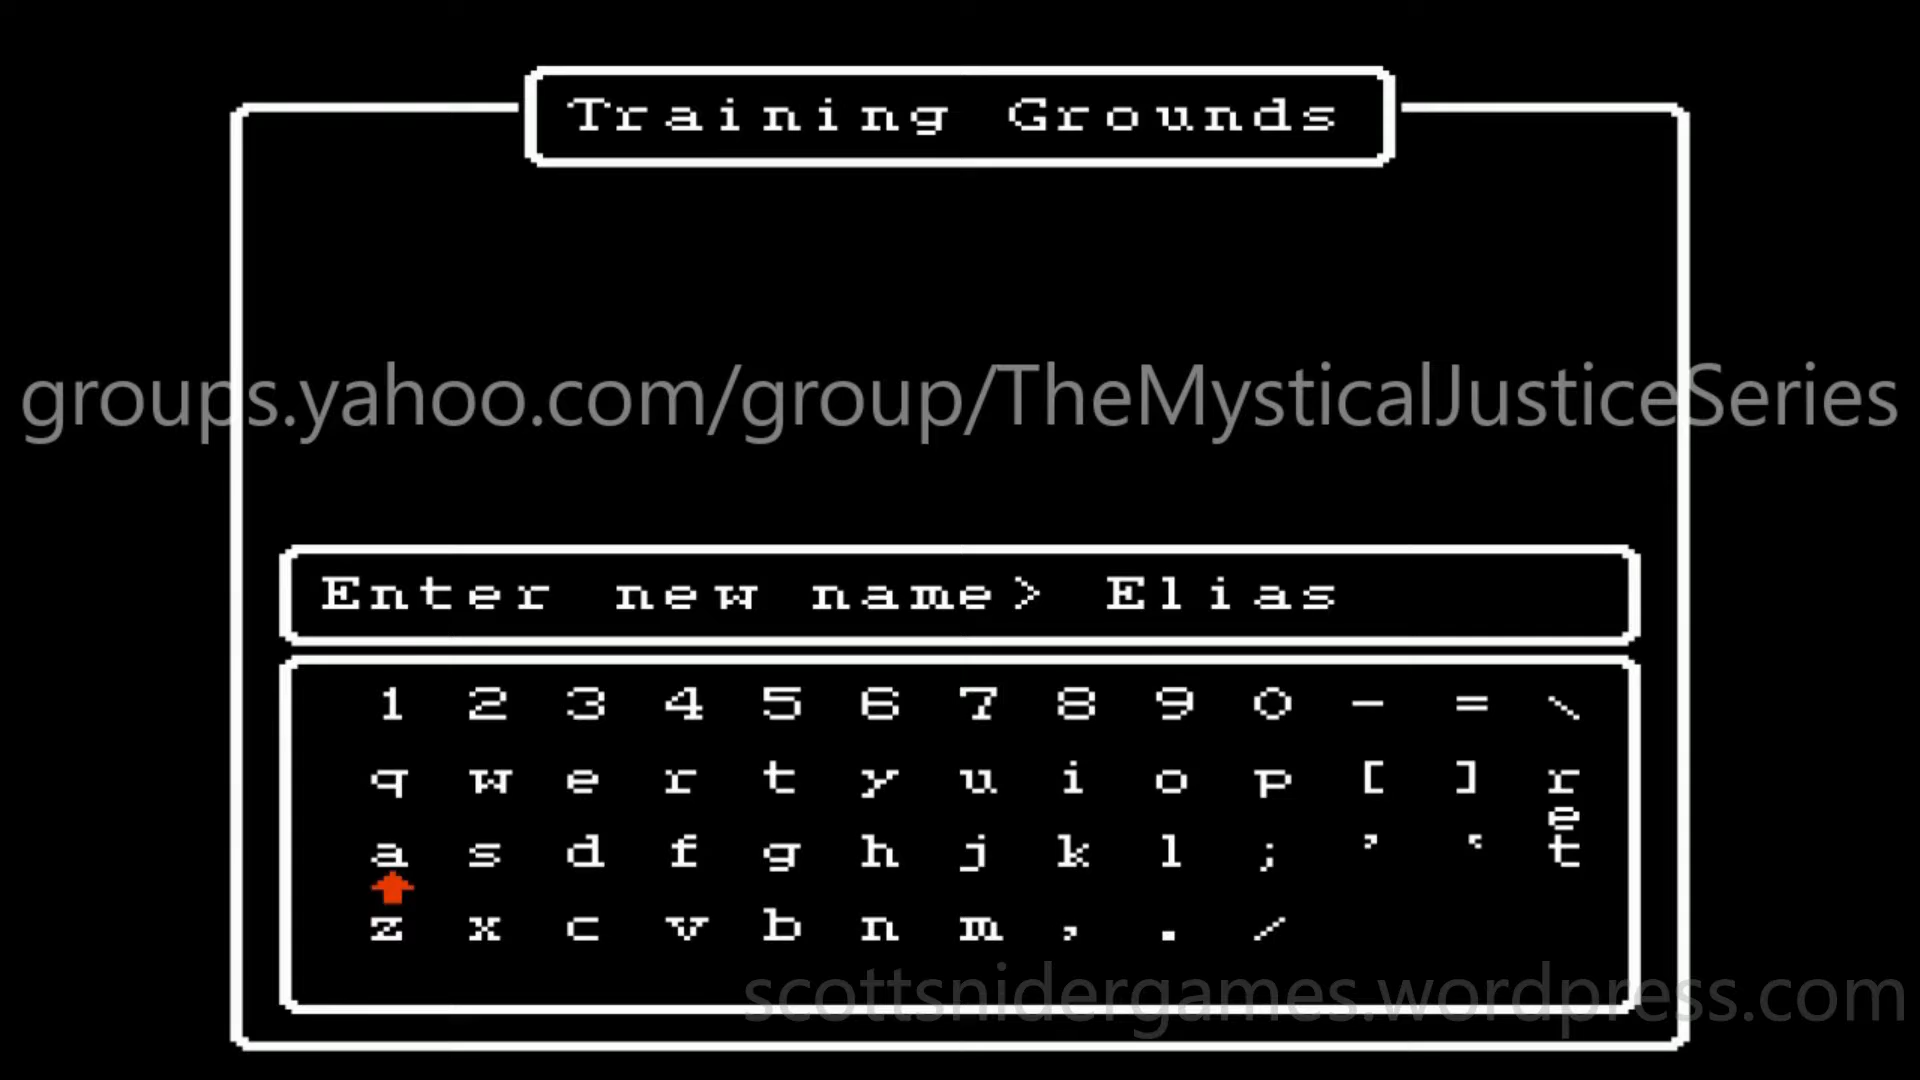 Training Grounds
groups.yahoo.com/group/TheMysticalJusticeSeries
Enter new name> Elias
1 2 3 4 5 6 7 8 9 0 - = \
q w e r t y u i o p [ ] ret
a s d f g h j k l ; ' `
z x c v b n m , . /
scottsnidergames.wordpress.com